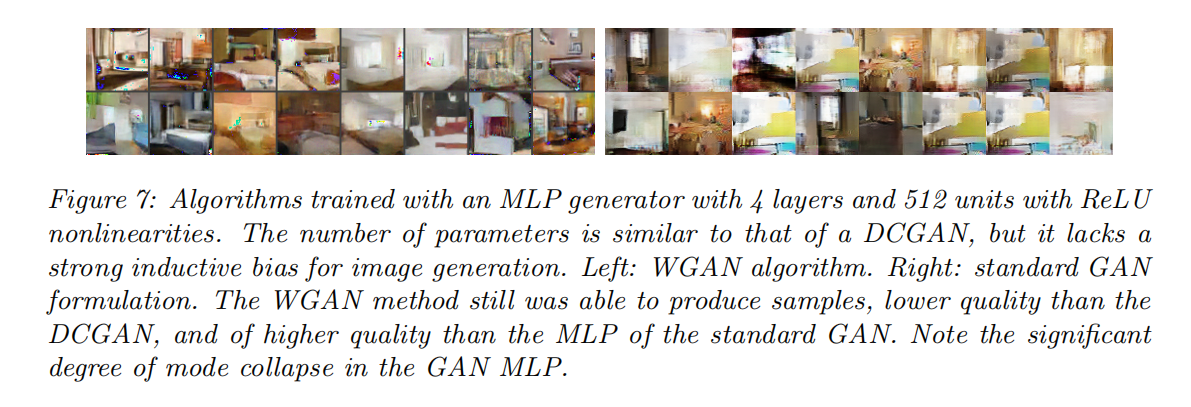 Figure 7: Algorithms trained with an MLP generator with 4 layers and 512 units with ReLU
nonlinearities. The number of parameters is similar to that of a DCGAN, but it lacks a
strong inductive bias for image generation. Left: WGAN algorithm. Right: standard GAN
formulation. The WGAN method still was able to produce samples, lower quality than the
DCGAN, and of higher quality than the MLP of the standard GAN. Note the significant
degree of mode collapse in the GAN MLP.